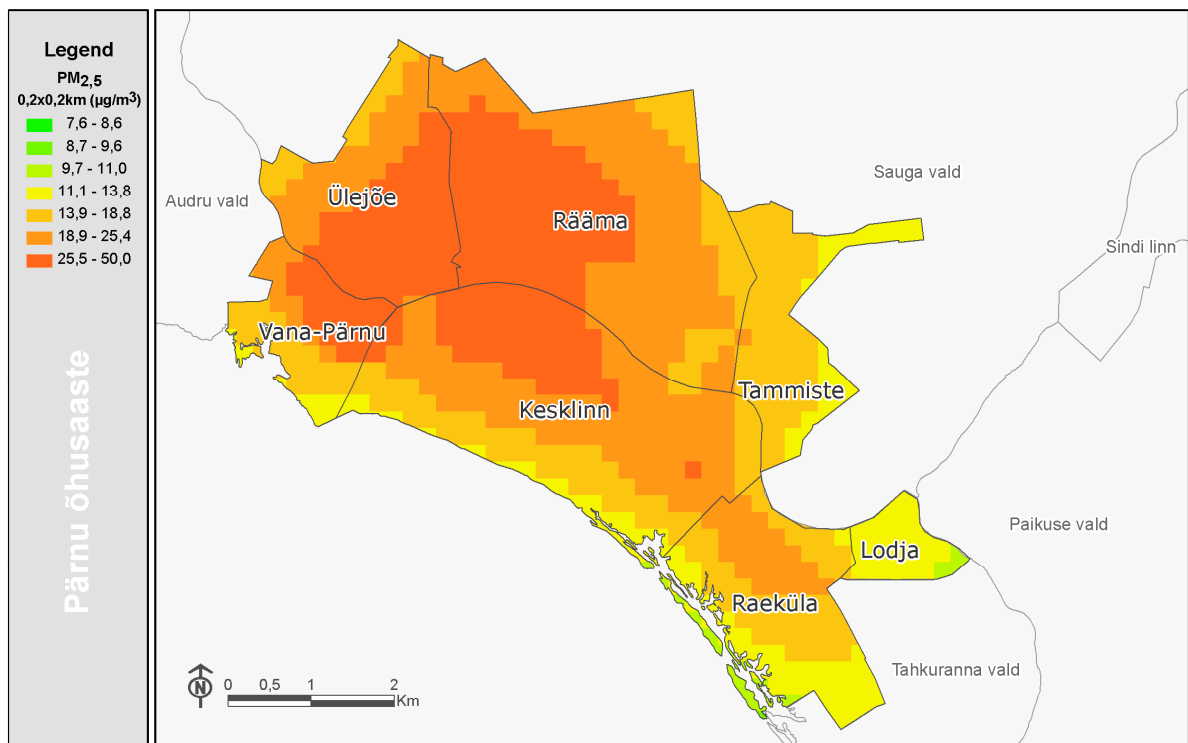 Legend
PM2,5
0,2x0,2km (µg/m3)
7,6 - 8,6
8,7 - 9,6
9,7 - 11,0
11,1 - 13,8
13,9 - 18,8
18,9 - 25,4
25,5 - 50,0
Pärnu õhusaaste
Audru vald
Ülejõe
Rääma
Sauga vald
Sindi linn
Vana-Pärnu
Kesklinn
Tammiste
Lodja
Paikuse vald
Raeküla
Tahkuranna vald
N
0 0,5 1 2
Km